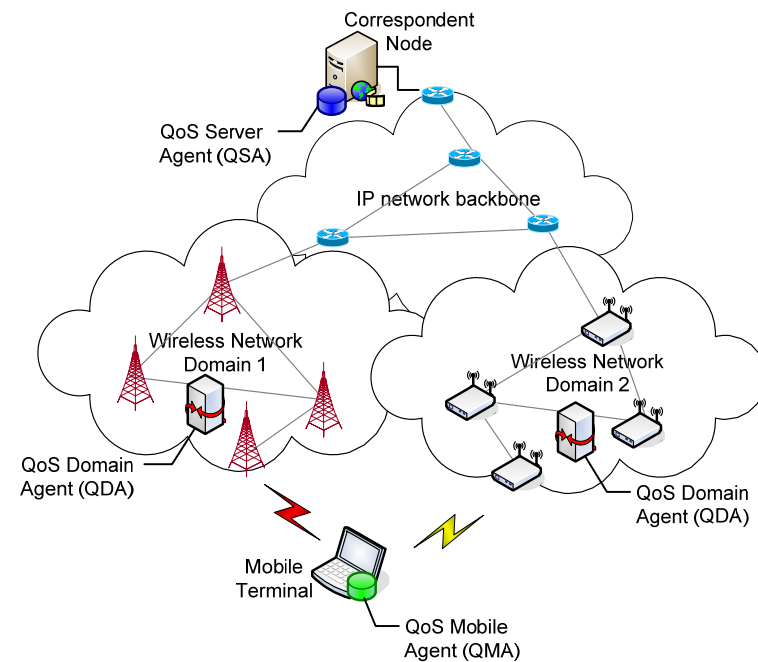 Correspondent
Node
QoS Server
Agent (QSA)
IP network backbone
Wireless Network
Domain 1
Wireless Network
Domain 2
QoS Domain
Agent (QDA)
QoS Domain
Agent (QDA)
Mobile
Terminal
QoS Mobile
Agent (QMA)